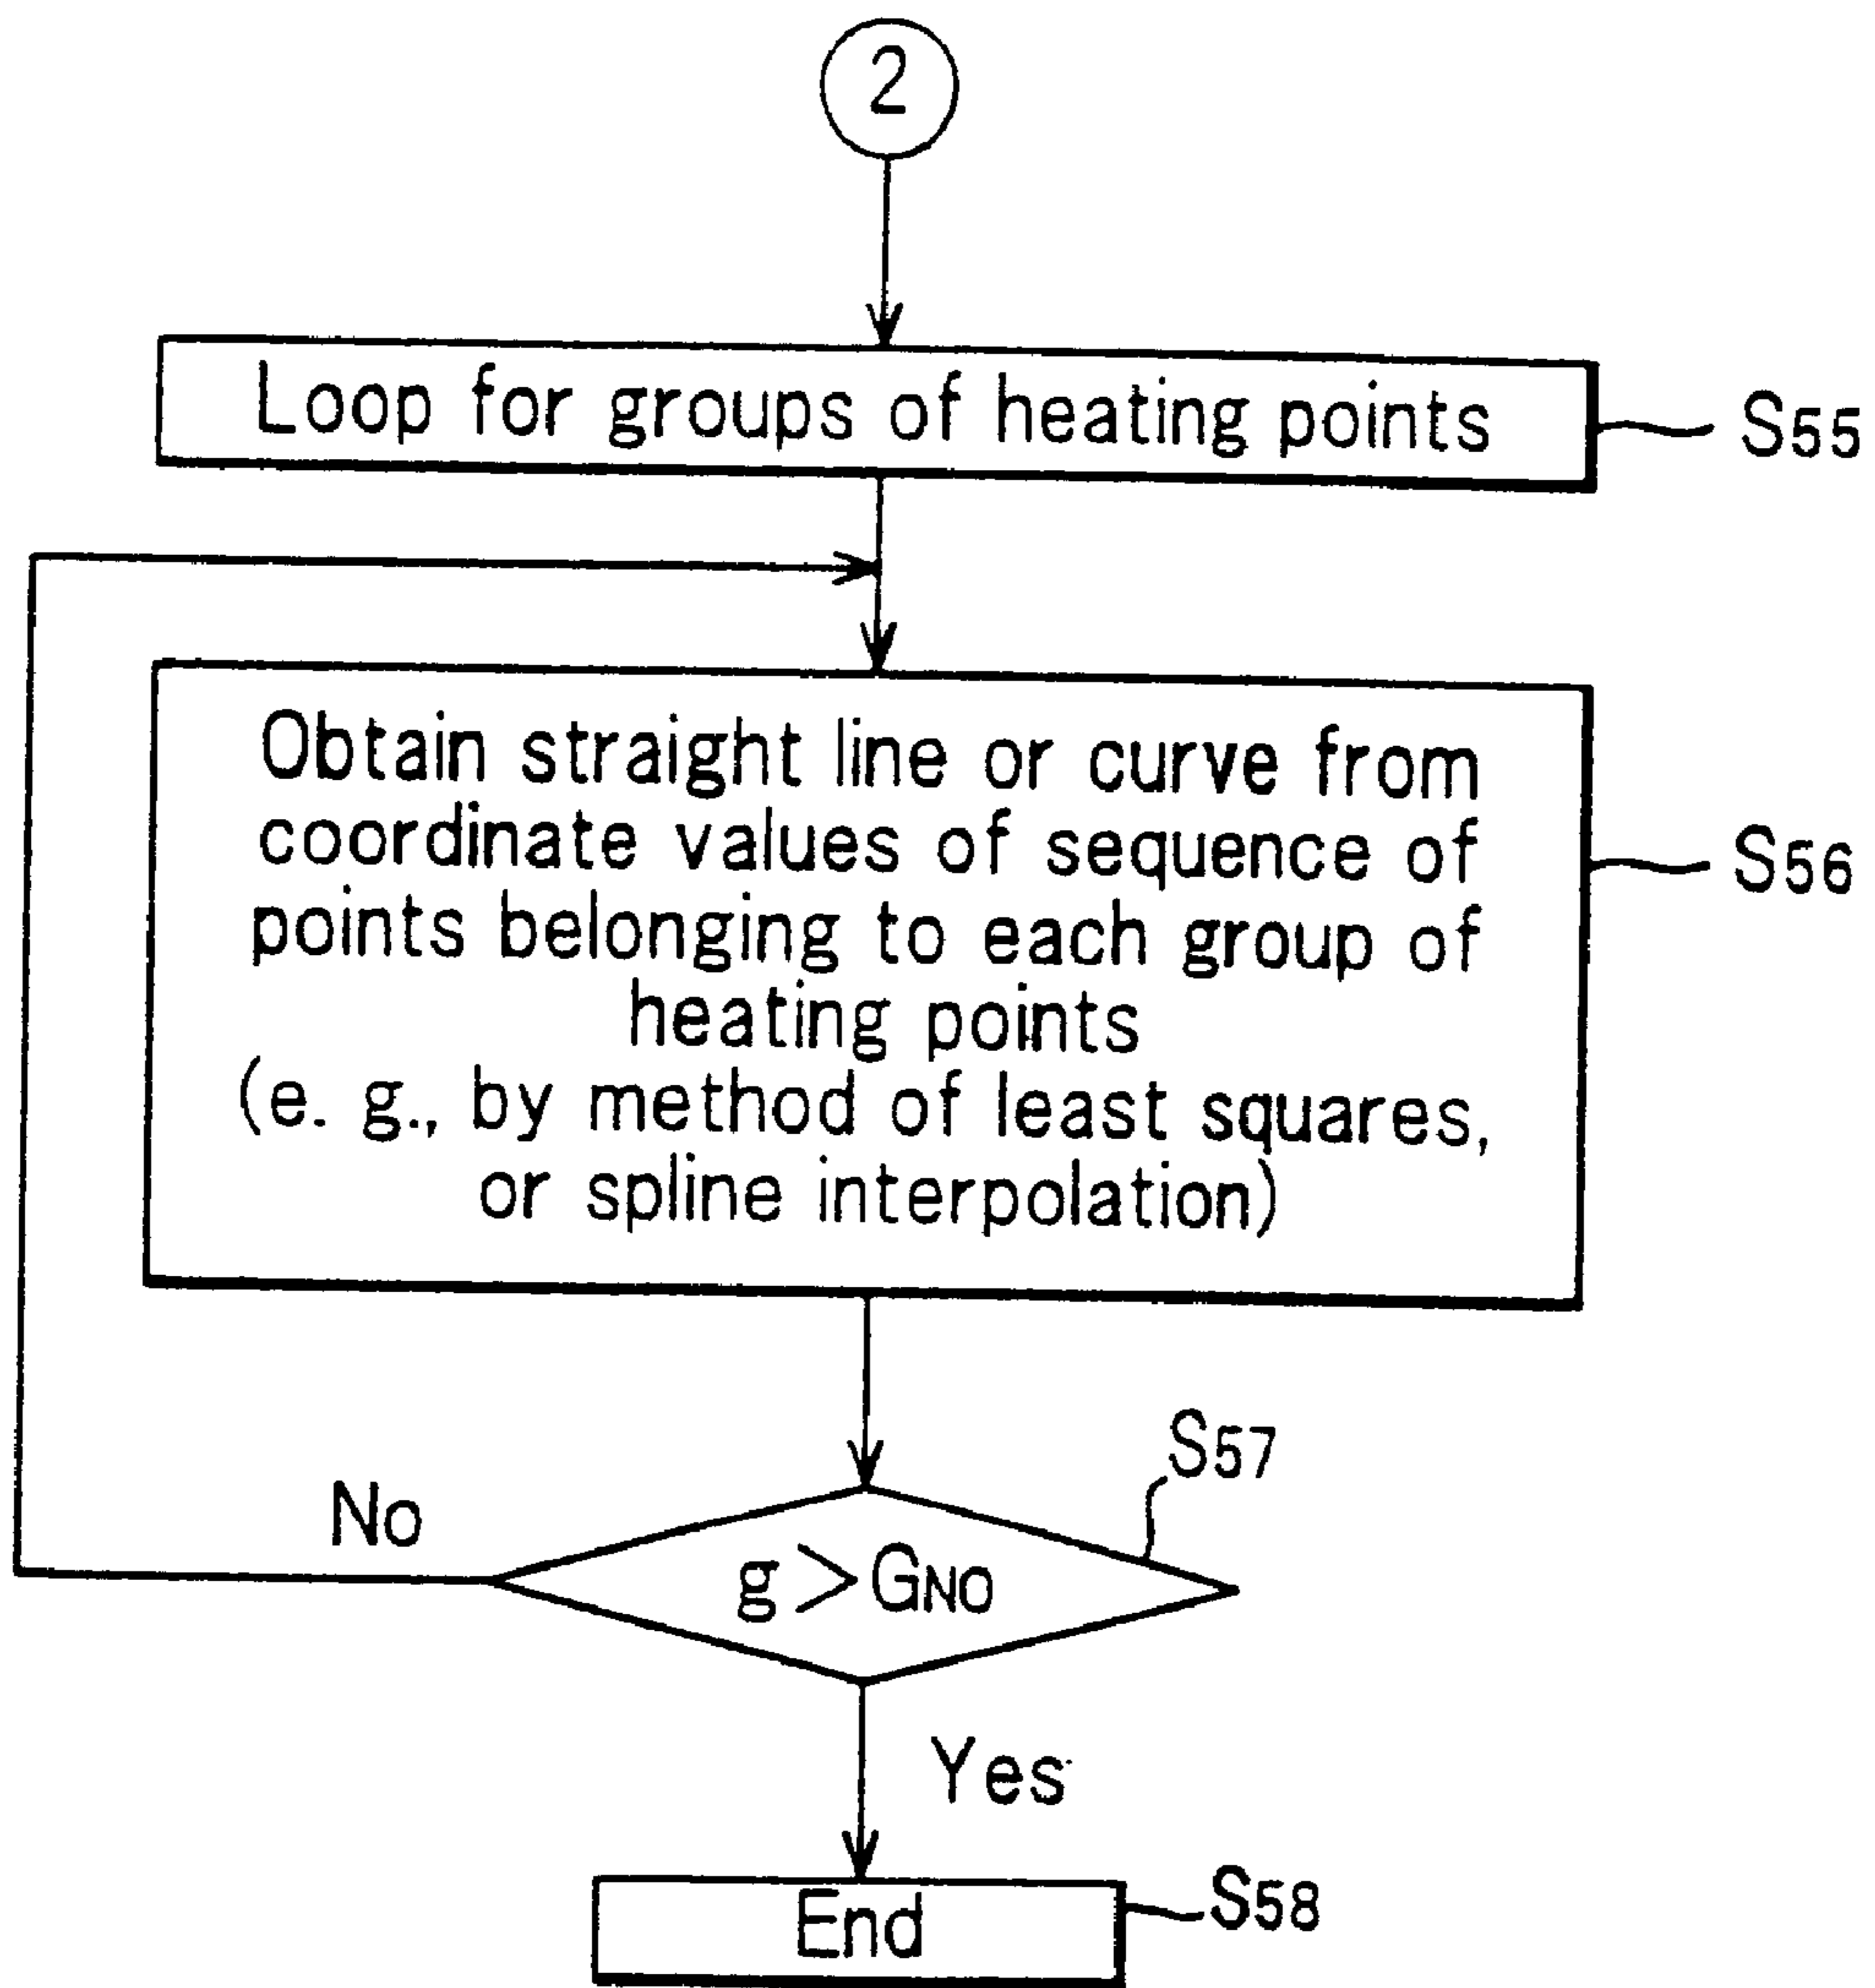 2
Loop for groups of heating points
S55
Obtain straight line or curve from
coordinate values of sequence of
points belonging to each group of
heating points
(e. g., by method of least squares,
or spline interpolation)
S56
S57
No
g >GNO
Yes
End
S58